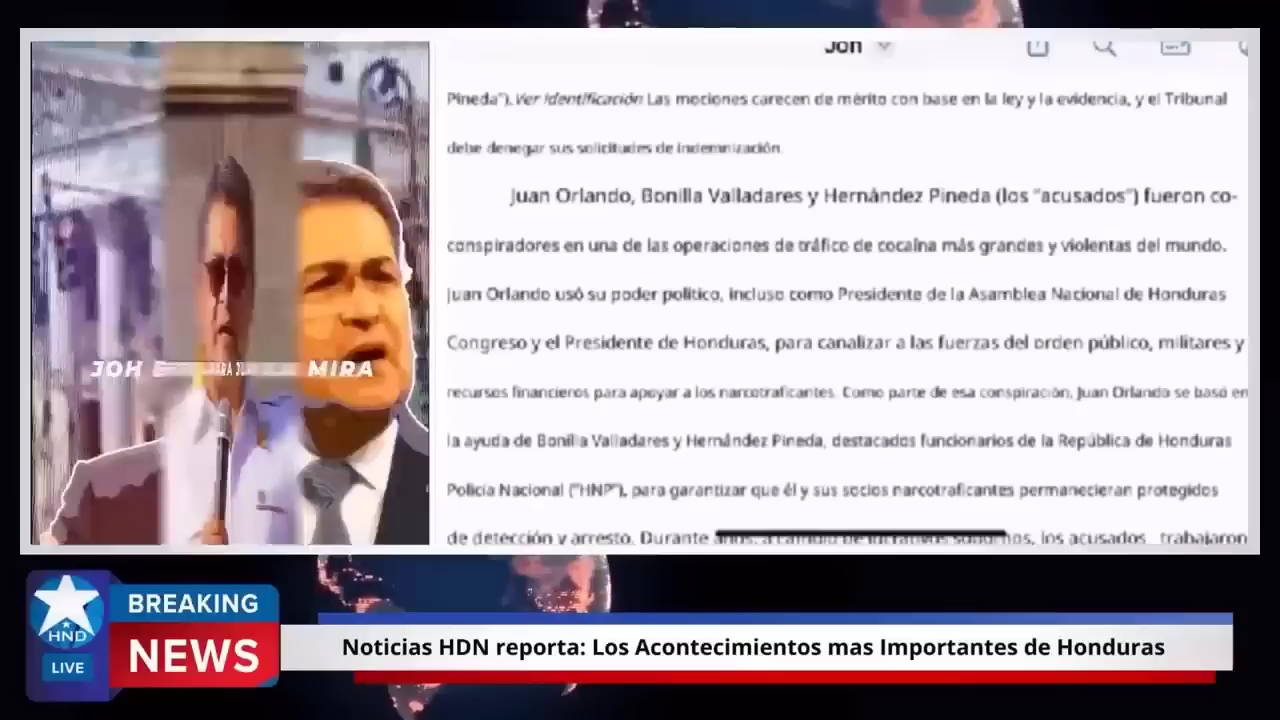 Joh
Pineda"). Ver Identificación Las mociones carecen de mérito con base en la ley y la evidencia, y el Tribunal
debe denegar sus solicitudes de indemnización.
Juan Orlando, Bonilla Valladares y Hernández Pineda (los "acusados") fueron co-
conspiradores en una de las operaciones de tráfico de cocaína más grandes y violentas del mundo.
Juan Orlando usó su poder político, incluso como Presidente de la Asamblea Nacional de Honduras
Congreso y el Presidente de Honduras, para canalizar a las fuerzas del orden público, militares y
recursos financieros para apoyar a los narcotraficantes. Como parte de esa conspiración, Juan Orlando se basó en
la ayuda de Bonilla Valladares y Hernández Pineda, destacados funcionarios de la República de Honduras
Policía Nacional ("HNP"), para garantizar que él y sus socios narcotraficantes permanecieran protegidos
de detección y arresto. Durante años, a cambio de lucrativos sobornos, los acusados trabajaron
JOH
MIRA
BREAKING
NEWS
HND
LIVE
Noticias HDN reporta: Los Acontecimientos mas Importantes de Honduras